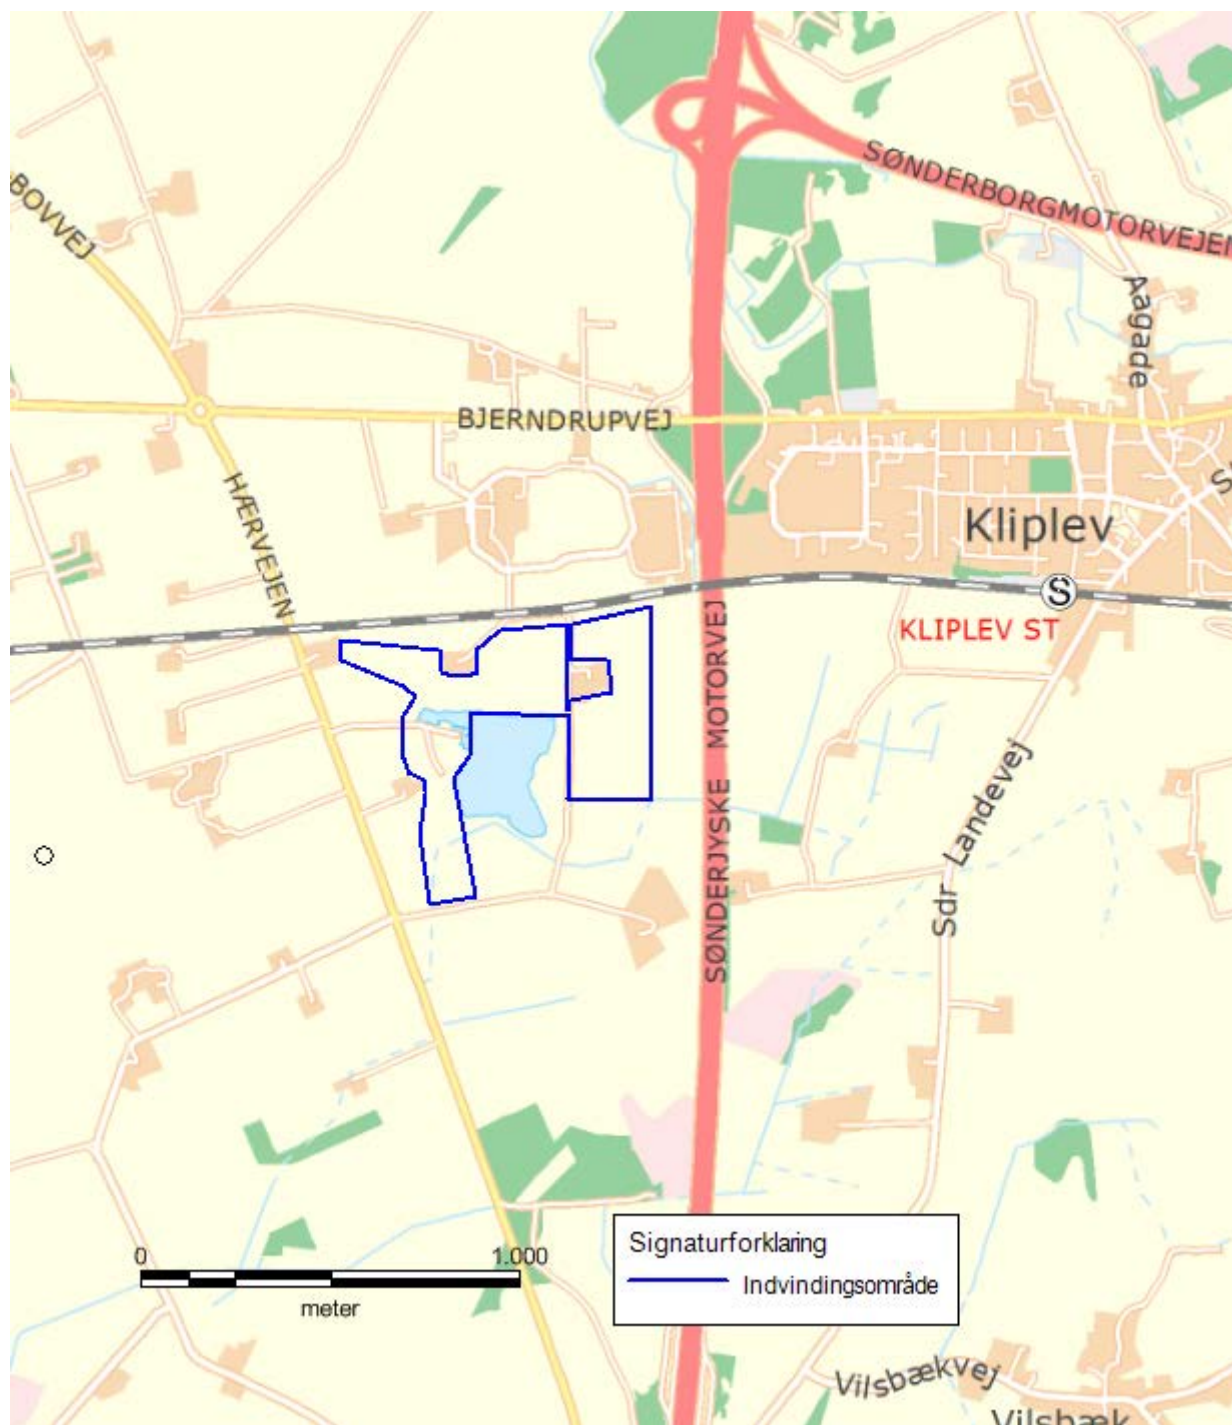 SØNDERBORGMOTORVEJEN
BOVVEJ
Aagade
BJERNDRUPVEJ
HÆRVEJEN
Kliplev
S
KLIPLEV ST
SØNDERJYSKE MOTORVEJ
Sdr Landevej
Signaturforklaring
Indvindingsområde
0 1.000
meter
Vilsbækvej
Vilsbæk